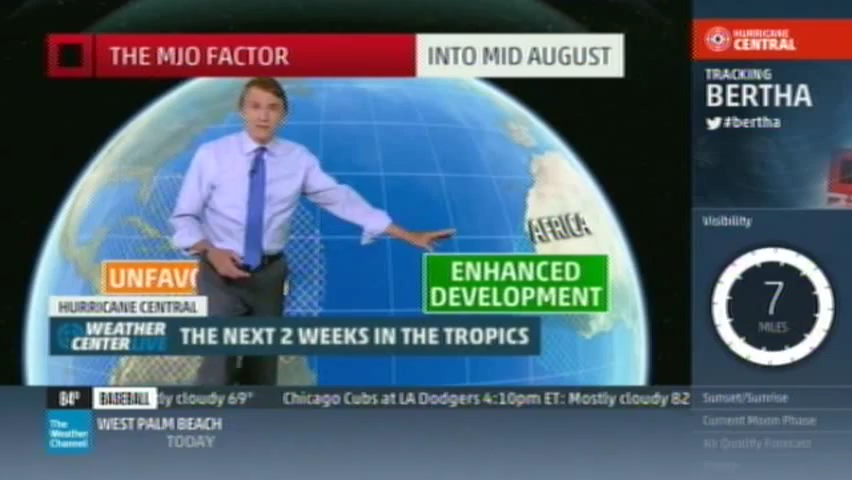 THE MJO FACTOR
INTO MID AUGUST
HURRICANE
CENTRAL
TRACKING
BERTHA
#bertha
AFRICA
UNFAVO
ENHANCED
DEVELOPMENT
HURRICANE CENTRAL
WEATHER
CENTER LIVE
THE NEXT 2 WEEKS IN THE TROPICS
Visibility
7
MILES
84° BASEBALL
tly cloudy 69° Chicago Cubs at LA Dodgers 4:10pm ET: Mostly cloudy 82
The
Weather
Channel
WEST PALM BEACH
TODAY
Sunset/Sunrise
Current Moon Phase
Air Quality Forecast